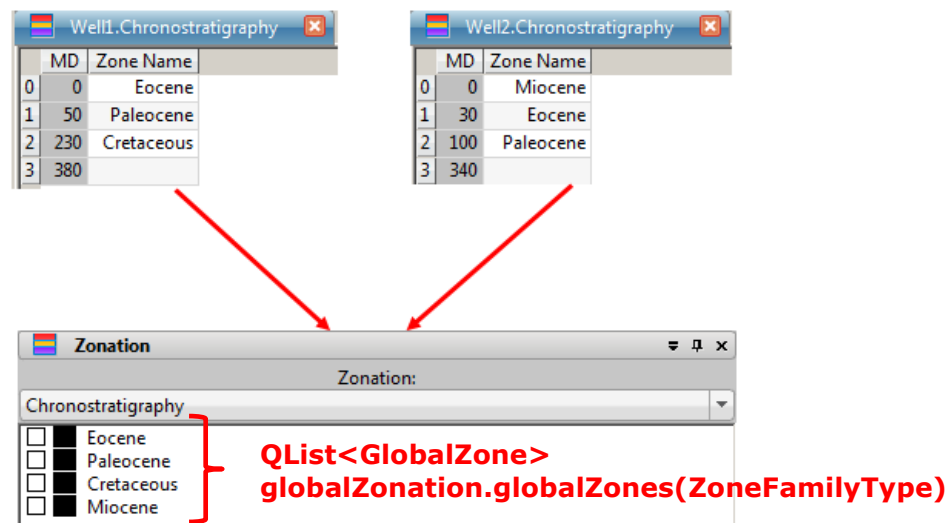 Well1.Chronostratigraphy
MD Zone Name
0 0 Eocene
1 50 Paleocene
2 230 Cretaceous
3 380
Well2.Chronostratigraphy
MD Zone Name
0 0 Miocene
1 30 Eocene
2 100 Paleocene
3 340
Zonation
Zonation:
Chronostratigraphy
Eocene
Paleocene
Cretaceous
Miocene
QList<GlobalZone>
globalZonation.globalZones(ZoneFamilyType)